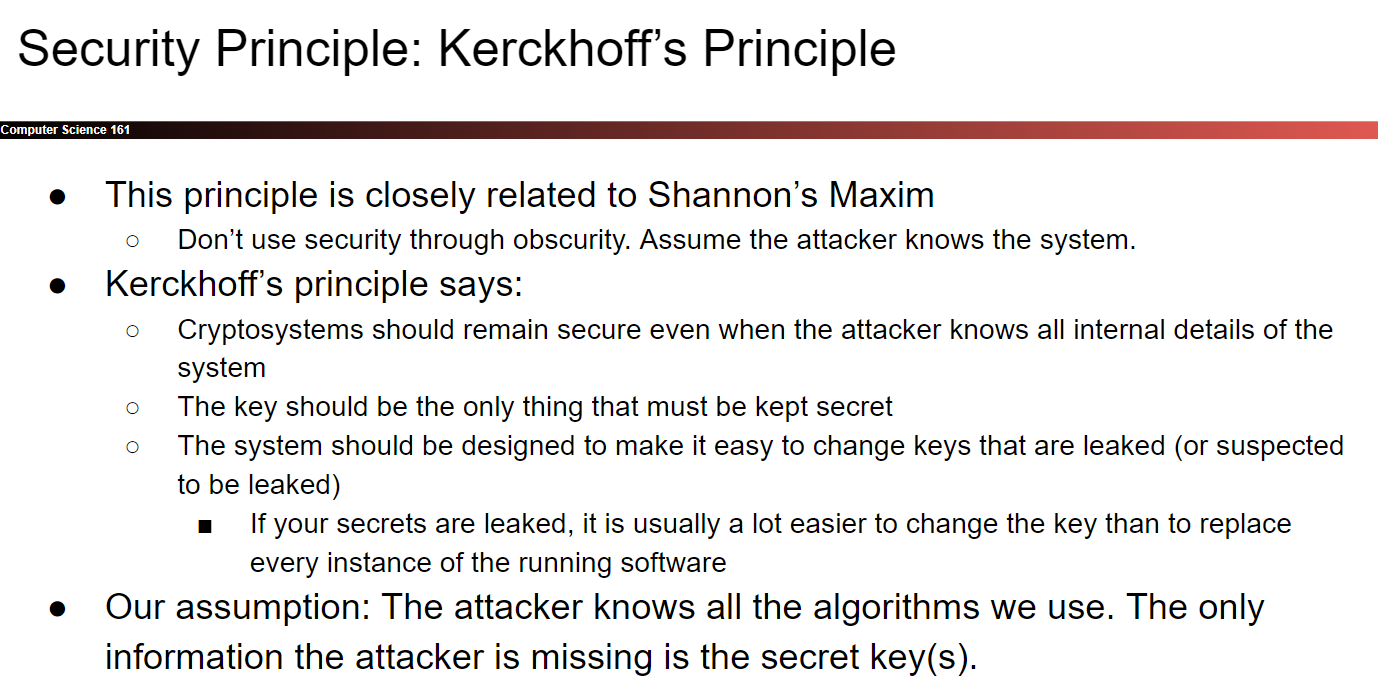 Security Principle: Kerckhoff’s Principle
Computer Science 161
● This principle is closely related to Shannon’s Maxim
○ Don’t use security through obscurity. Assume the attacker knows the system.
● Kerckhoff’s principle says:
○ Cryptosystems should remain secure even when the attacker knows all internal details of the
system
○ The key should be the only thing that must be kept secret
○ The system should be designed to make it easy to change keys that are leaked (or suspected
to be leaked)
■ If your secrets are leaked, it is usually a lot easier to change the key than to replace
every instance of the running software
● Our assumption: The attacker knows all the algorithms we use. The only
information the attacker is missing is the secret key(s).